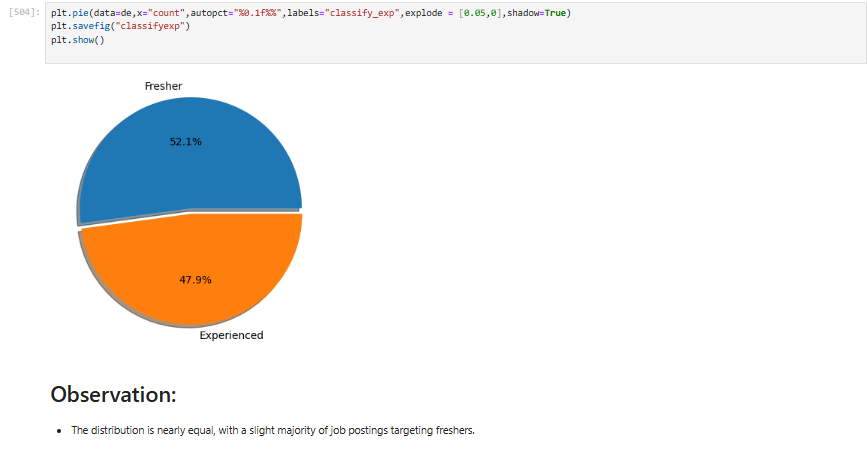 [504]: plt.pie(data=de,x="count",autopct="%0.1f%%",labels="classify_exp",explode = [0.05,0],shadow=True)
plt.savefig("classifyexp")
plt.show()
Fresher
52.1%
47.9%
Experienced
Observation:
• The distribution is nearly equal, with a slight majority of job postings targeting freshers.